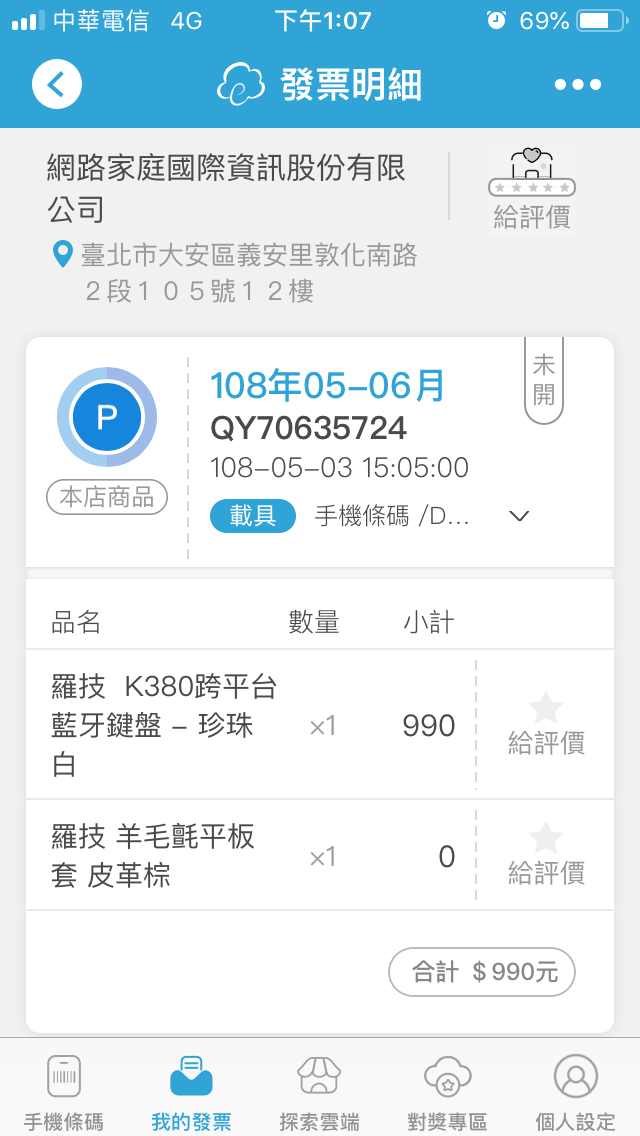 中華電信 4G 下午1:07 69%
發票明細
網路家庭國際資訊股份有限
公司
給評價
臺北市大安區義安里敦化南路
２段１０５號１２樓
P
本店商品
108年05-06月
QY70635724
108-05-03 15:05:00
載具 手機條碼 /D...
未
開
品名 數量 小計
羅技 K380跨平台
藍牙鍵盤 - 珍珠
白
×1 990
給評價
羅技 羊毛氈平板
套 皮革棕
×1 0
給評價
合計 $990元
手機條碼 我的發票 探索雲端 對獎專區 個人設定